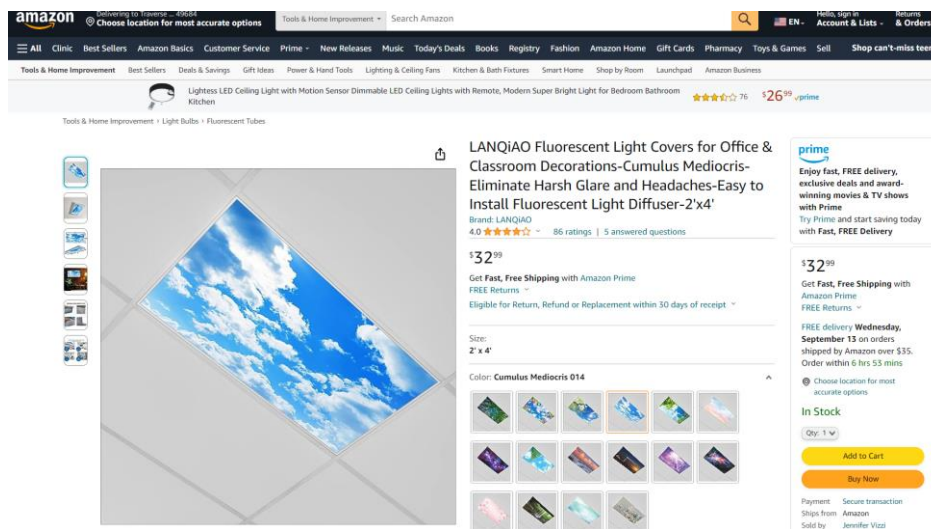 amazon
Delivering to Traverse ... 49684
Choose location for most accurate options
Tools & Home Improvement
Search Amazon
EN
Hello, sign in
Account & Lists
Returns
& Orders
All Clinic Best Sellers Amazon Basics Customer Service Prime New Releases Music Today's Deals Books Registry Fashion Amazon Home Gift Cards Pharmacy Toys & Games Sell Shop can't-miss teen
Tools & Home Improvement Best Sellers Deals & Savings Gift Ideas Power & Hand Tools Lighting & Ceiling Fans Kitchen & Bath Fixtures Smart Home Shop by Room Launchpad Amazon Business
Lightess LED Ceiling Light with Motion Sensor Dimmable LED Ceiling Lights with Remote, Modern Super Bright Light for Bedroom Bathroom
Kitchen
76 $26.99 prime
Tools & Home Improvement › Light Bulbs › Fluorescent Tubes
LANQiAO Fluorescent Light Covers for Office &
Classroom Decorations-Cumulus Mediocris-
Eliminate Harsh Glare and Headaches-Easy to
Install Fluorescent Light Diffuser-2'x4'
Brand: LANQiAO
4.0 86 ratings | 5 answered questions
$32.99
Get Fast, Free Shipping with Amazon Prime
FREE Returns
Eligible for Return, Refund or Replacement within 30 days of receipt
Size:
2' x 4'
Color: Cumulus Mediocris 014
prime
Enjoy fast, FREE delivery,
exclusive deals and award-
winning movies & TV shows
with Prime
Try Prime and start saving today
with Fast, FREE Delivery
$32.99
Get Fast, Free Shipping with
Amazon Prime
FREE Returns
FREE delivery Wednesday,
September 13 on orders
shipped by Amazon over $35.
Order within 6 hrs 53 mins
Choose location for most
accurate options
In Stock
Qty: 1
Add to Cart
Buy Now
Payment Secure transaction
Ships from Amazon
Sold by Jennifer Vizzi